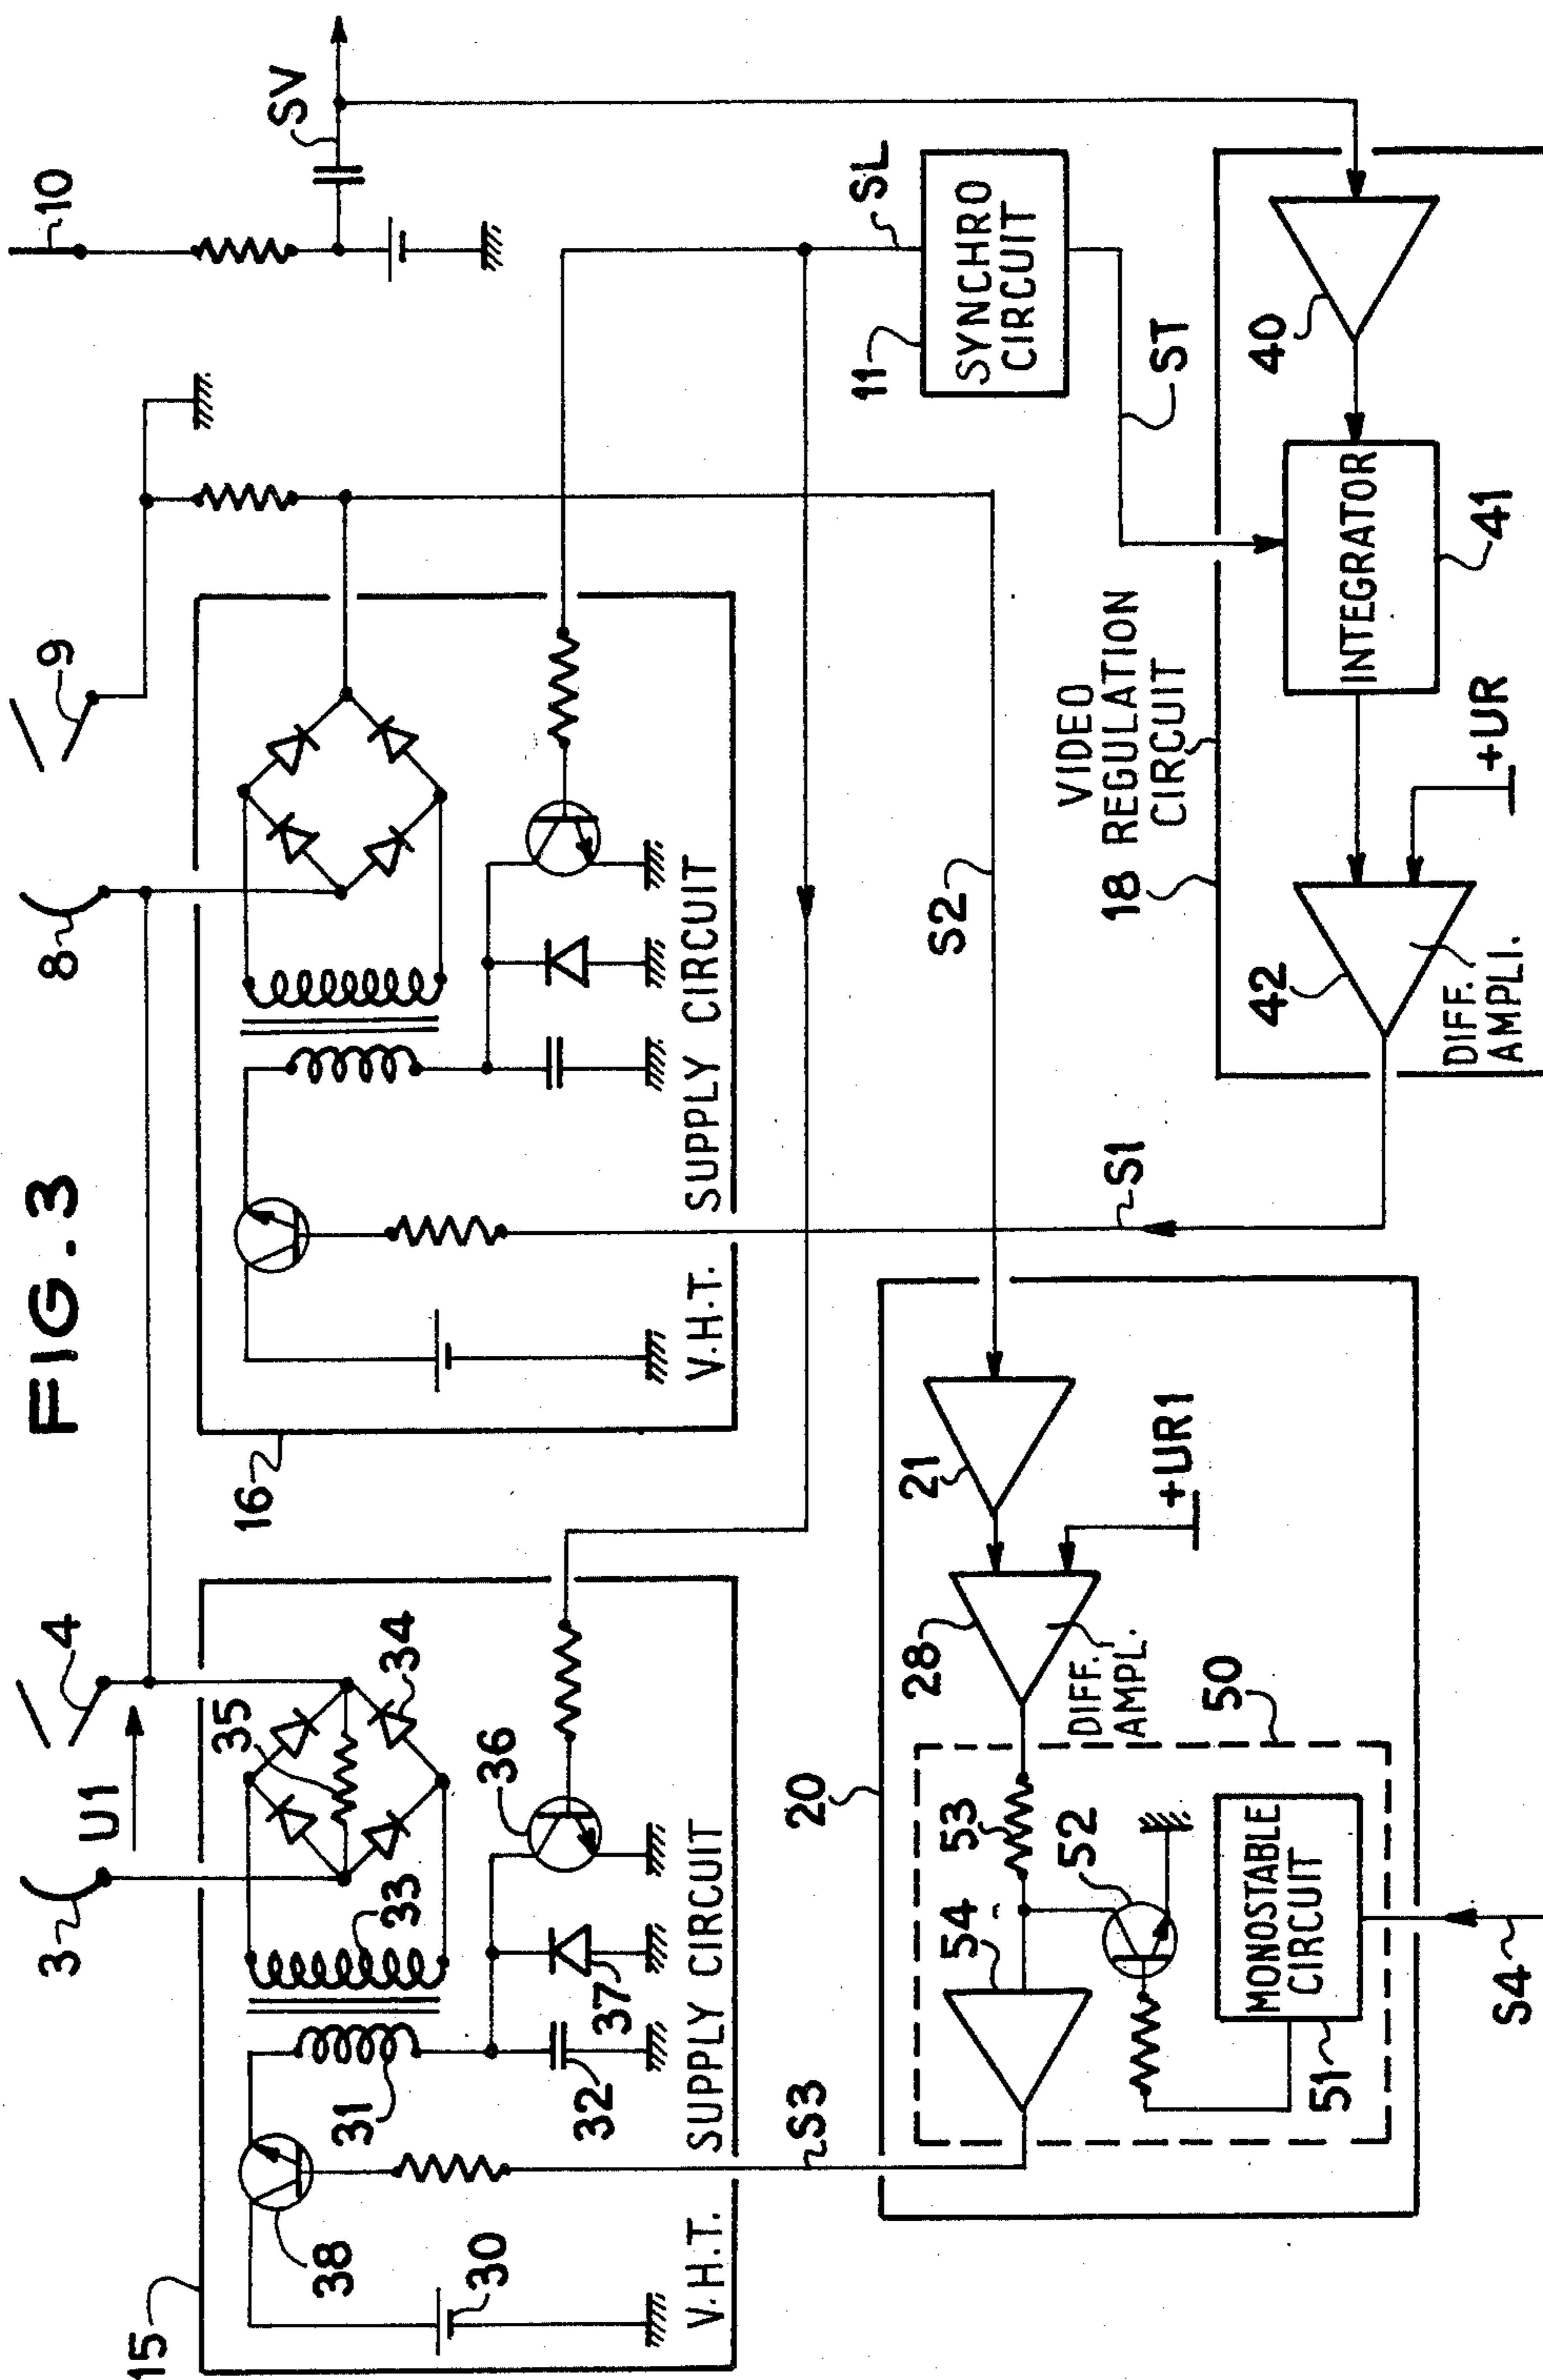 FIG. 3
3
U1
4
8
9
10
SV
15
38
30
31
32
33
37
35
34
36
V.H.T. SUPPLY CIRCUIT
16
V.H.T. SUPPLY CIRCUIT
S3
S2
S1
SL
11
SYNCHRO
CIRCUIT
ST
20
54
53
52
51
MONOSTABLE
CIRCUIT
50
S4
28
DIFF.
AMPL.
21
+UR1
VIDEO
18 REGULATION
CIRCUIT
42
DIFF.
AMPLI.
+UR
INTEGRATOR
41
40